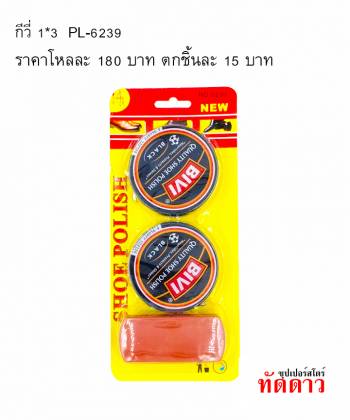 กีวี่ 1*3 PL-6239
ราคาโหลละ 180 บาท ตกชิ้นละ 15 บาท
NEW
SHOE POLISH
BLACK
QUALITY SHOE POLISH
BIVI
BLACK
QUALITY SHOE POLISH
BIVI
ซุปเปอร์สโตร์
ทัดดาว